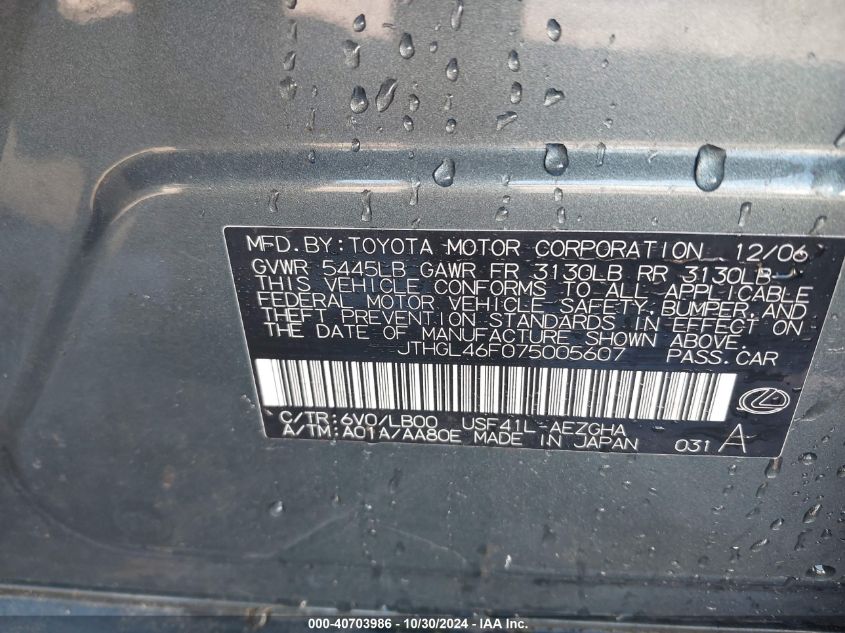 MFD.BY:TOYOTA MOTOR CORPORATION 12/06
GVWR 5445LB GAWR FR 3130LB RR 3130LB
THIS VEHICLE CONFORMS TO ALL APPLICABLE
FEDERAL MOTOR VEHICLE SAFETY,BUMPER,AND
THEFT PREVENTION STANDARDS IN EFFECT ON
THE DATE OF MANUFACTURE SHOWN ABOVE.
JTHGL46F075005607 PASS.CAR
C/TR:6V0/LB00 USF41L-AEZGHA
A/TM:A01A/AA80E MADE IN JAPAN 031 A
000-40703986 - 10/30/2024 - IAA Inc.